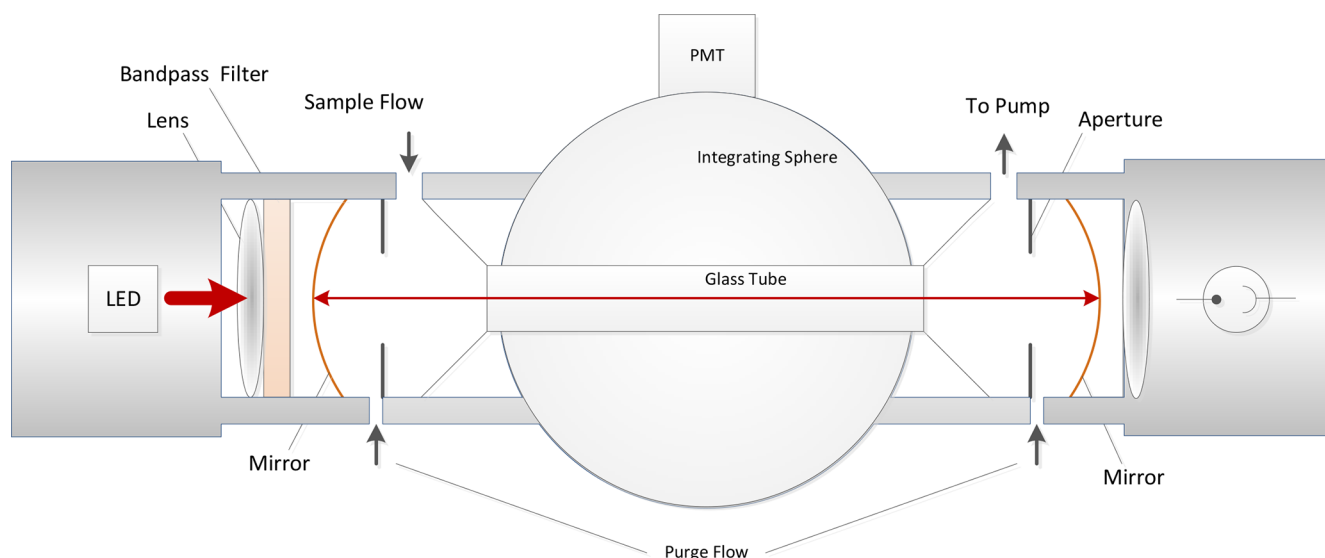 PMT
Bandpass Filter
Sample Flow
To Pump
Lens
Aperture
Integrating Sphere
Glass Tube
LED
Mirror
Mirror
Purge Flow